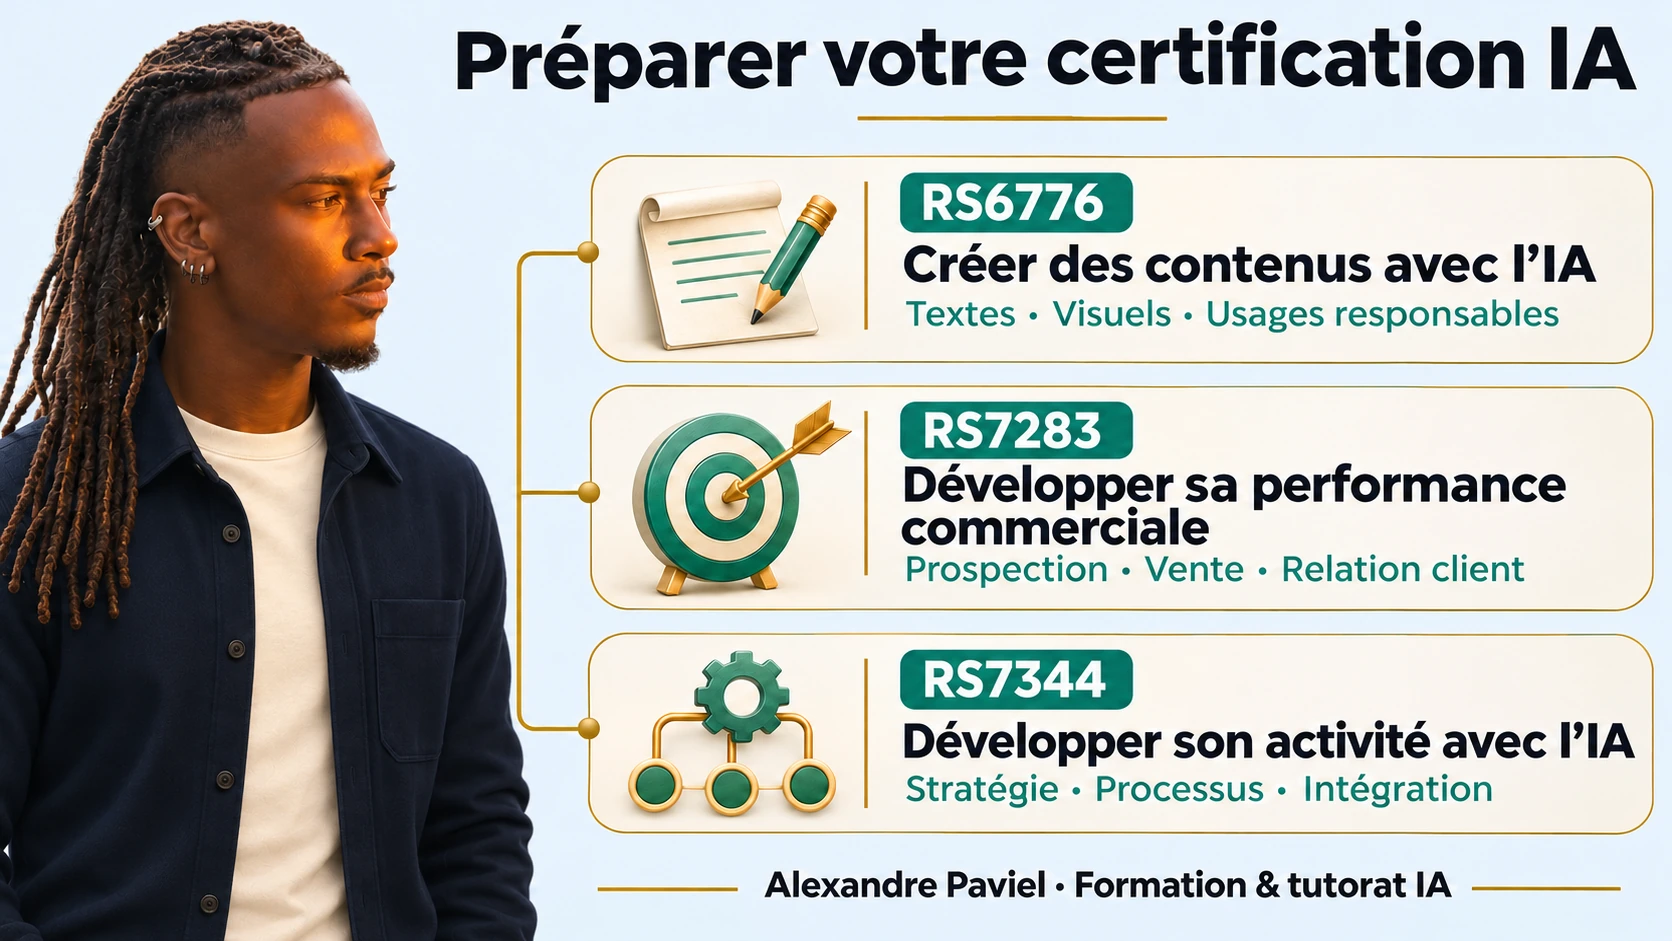 Préparer votre certification IA
RS6776
Créer des contenus avec l’IA
Textes • Visuels • Usages responsables
RS7283
Développer sa performance
commerciale
Prospection • Vente • Relation client
RS7344
Développer son activité avec l’IA
Stratégie • Processus • Intégration
Alexandre Paviel • Formation & tutorat IA